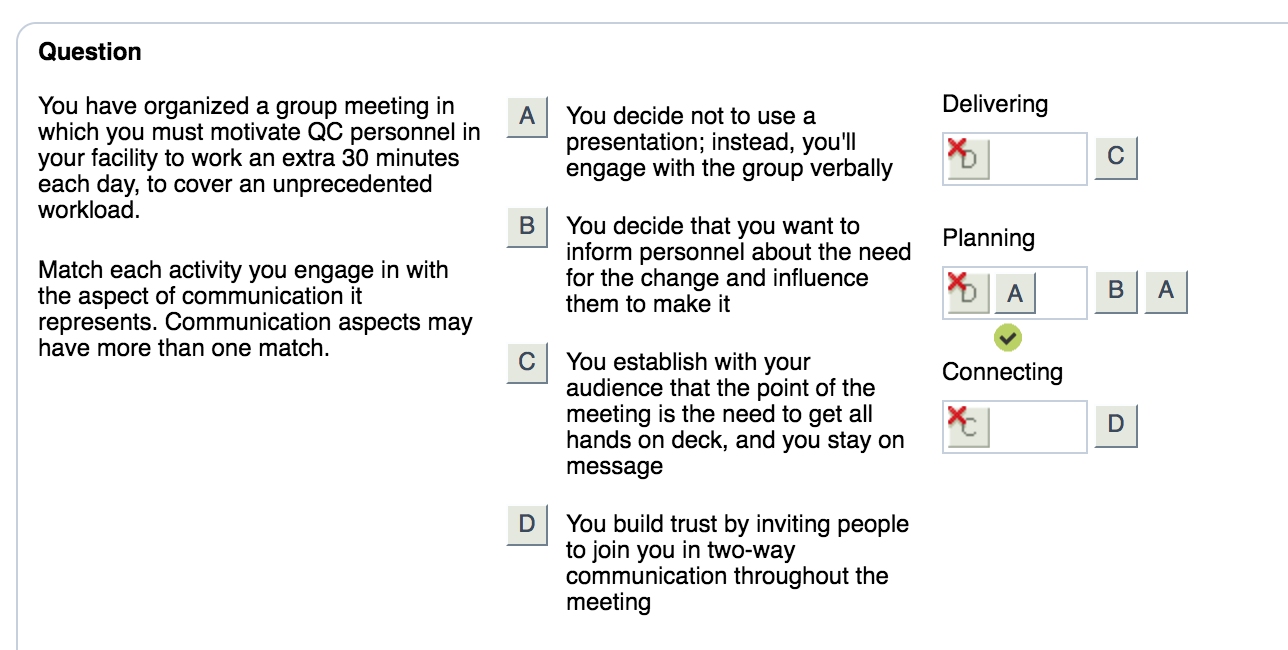 Question
You have organized a group meeting in
which you must motivate QC personnel in
your facility to work an extra 30 minutes
each day, to cover an unprecedented
workload.
Match each activity you engage in with
the aspect of communication it
represents. Communication aspects may
have more than one match.
A
You decide not to use a
presentation; instead, you'll
engage with the group verbally
B
You decide that you want to
inform personnel about the need
for the change and influence
them to make it
C
You establish with your
audience that the point of the
meeting is the need to get all
hands on deck, and you stay on
message
D
You build trust by inviting people
to join you in two-way
communication throughout the
meeting
Delivering
D C
Planning
D A B A
Connecting
C D